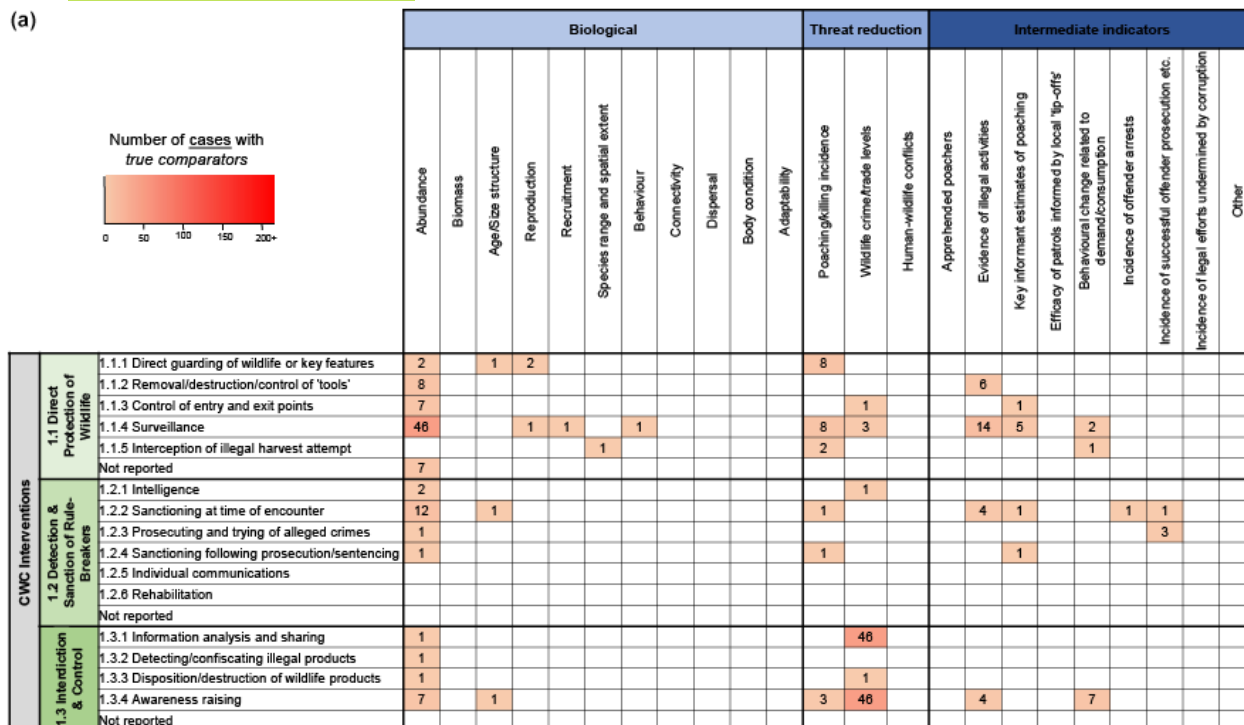 (a)
Biological Threat reduction Intermediate indicators
Number of cases with
true comparators
0 50 100 150 200+
Abundance
Biomass
Age/Size structure
Reproduction
Recruitment
Species range and spatial extent
Behaviour
Connectivity
Dispersal
Body condition
Adaptability
Poaching/killing incidence
Wildlife crime/trade levels
Human-wildlife conflicts
Apprehended poachers
Evidence of illegal activities
Key informant estimates of poaching
Efficacy of patrols informed by local 'tip-offs'
Behavioural change related to
demand/consumption
Incidence of offender arrests
Incidence of successful offender prosecution etc.
Incidence of legal efforts undermined by corruption
Other
CWC Interventions
1.1 Direct
Protection of
Wildlife
1.1.1 Direct guarding of wildlife or key features 2 1 2 8
1.1.2 Removal/destruction/control of 'tools' 8 6
1.1.3 Control of entry and exit points 7 1 1
1.1.4 Surveillance 46 1 1 1 8 3 14 5 2
1.1.5 Interception of illegal harvest attempt 1 2 1
Not reported 7
1.2 Detection &
Sanction of Rule-
Breakers
1.2.1 Intelligence 2 1
1.2.2 Sanctioning at time of encounter 12 1 1 4 1 1 1
1.2.3 Prosecuting and trying of alleged crimes 1 3
1.2.4 Sanctioning following prosecution/sentencing 1 1 1
1.2.5 Individual communications
1.2.6 Rehabilitation
Not reported
1.3 Interdiction
& Control
1.3.1 Information analysis and sharing 1 46
1.3.2 Detecting/confiscating illegal products 1
1.3.3 Disposition/destruction of wildlife products 1 1
1.3.4 Awareness raising 7 1 3 46 4 7
Not reported